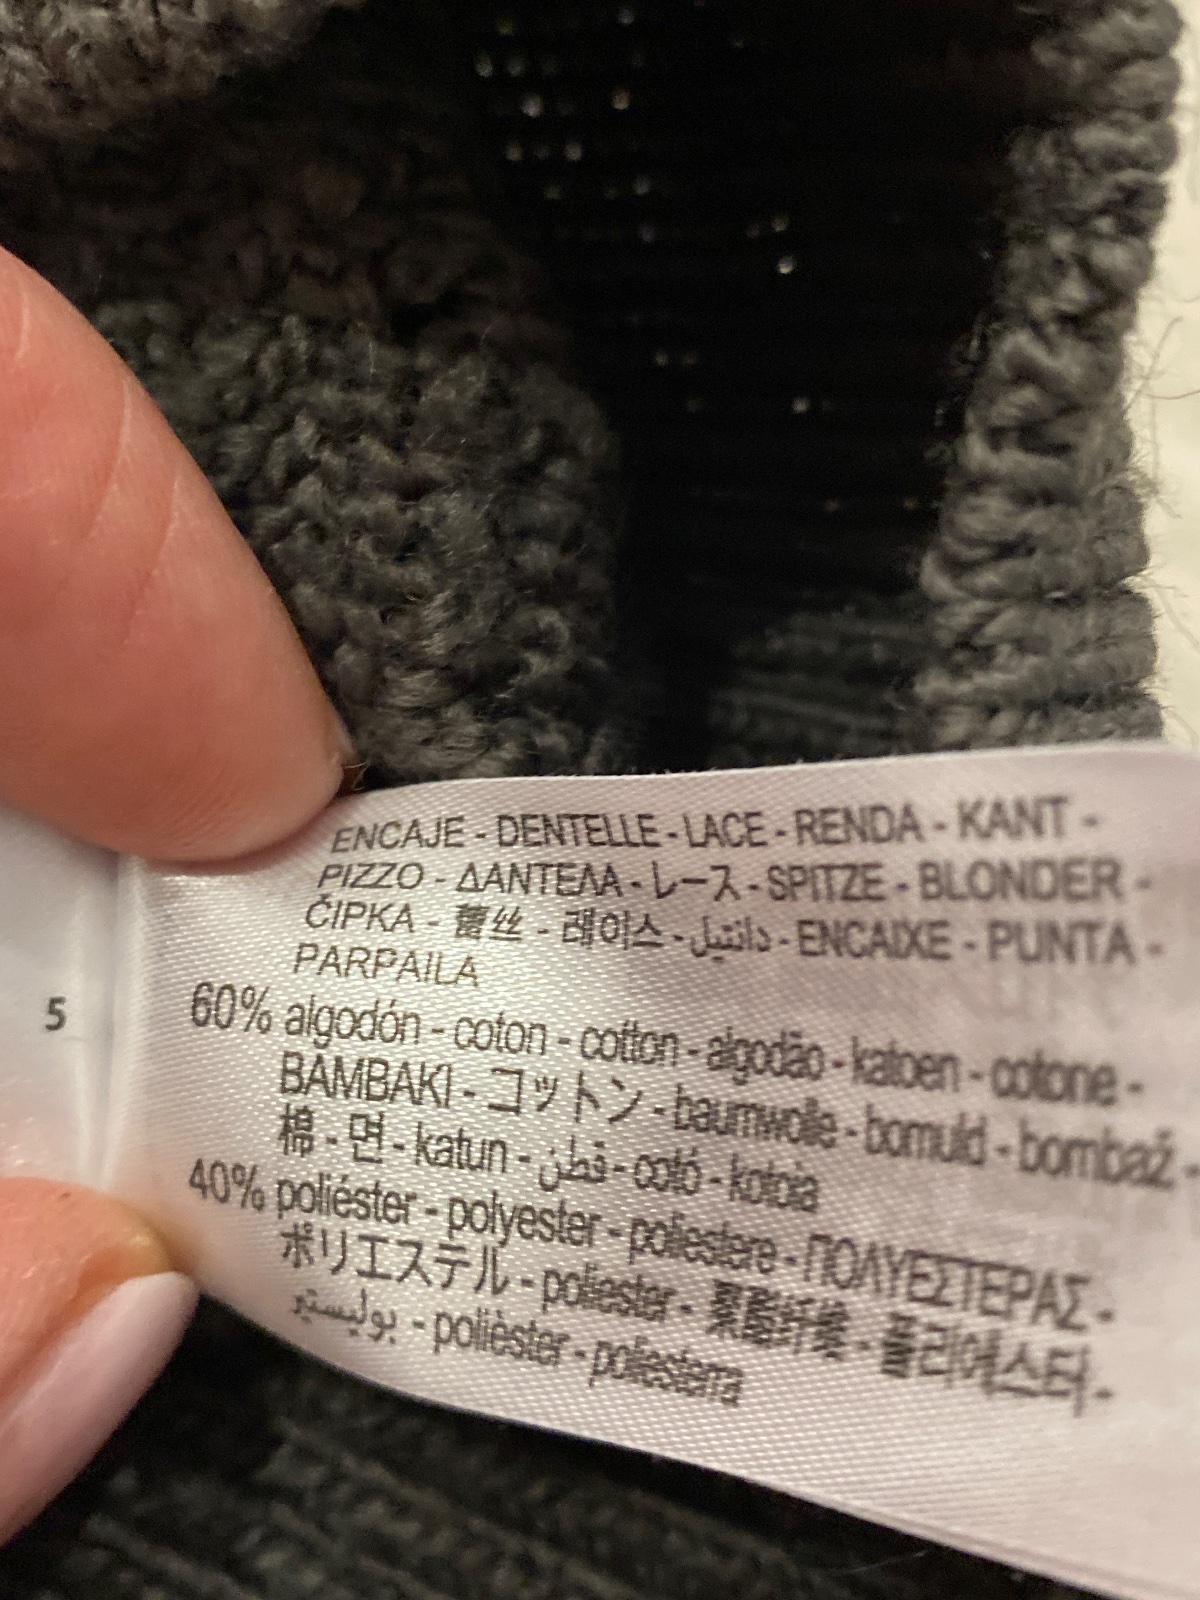 ENCAJE - DENTELLE - LACE - RENDA - KANT -
PIZZO - ΔΑΝΤΕΛΑ - レース - SPITZE - BLONDER -
ČIPKA - 蕾丝 - 레이스 - دانتيل - ENCAIXE - PUNTA -
PARPAILA
60% algodón - coton - cotton - algodão - katoen - cotone -
BAMBAKI - コットン - baumwolle - bomuld - bombaž -
棉 - 면 - katun - قطن - cotó - kotoia
40% poliéster - polyester - poliestere - ΠΟΛΥΕΣΤΕΡΑΣ -
ポリエステル - poliester - 聚酯纤维 - 폴리에스터 -
بوليستير - polièster - poliesterra
5